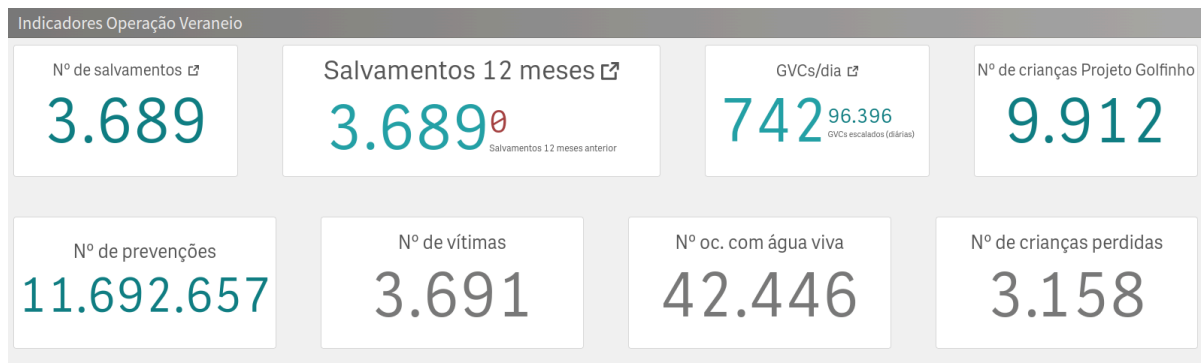 Indicadores Operação Veraneio
Nº de salvamentos
3.689
Salvamentos 12 meses
3.689 0
Salvamentos 12 meses anterior
GVCs/dia
742 96.396
GVCs escalados (diárias)
Nº de crianças Projeto Golfinho
9.912
Nº de prevenções
11.692.657
Nº de vítimas
3.691
Nº oc. com água viva
42.446
Nº de crianças perdidas
3.158